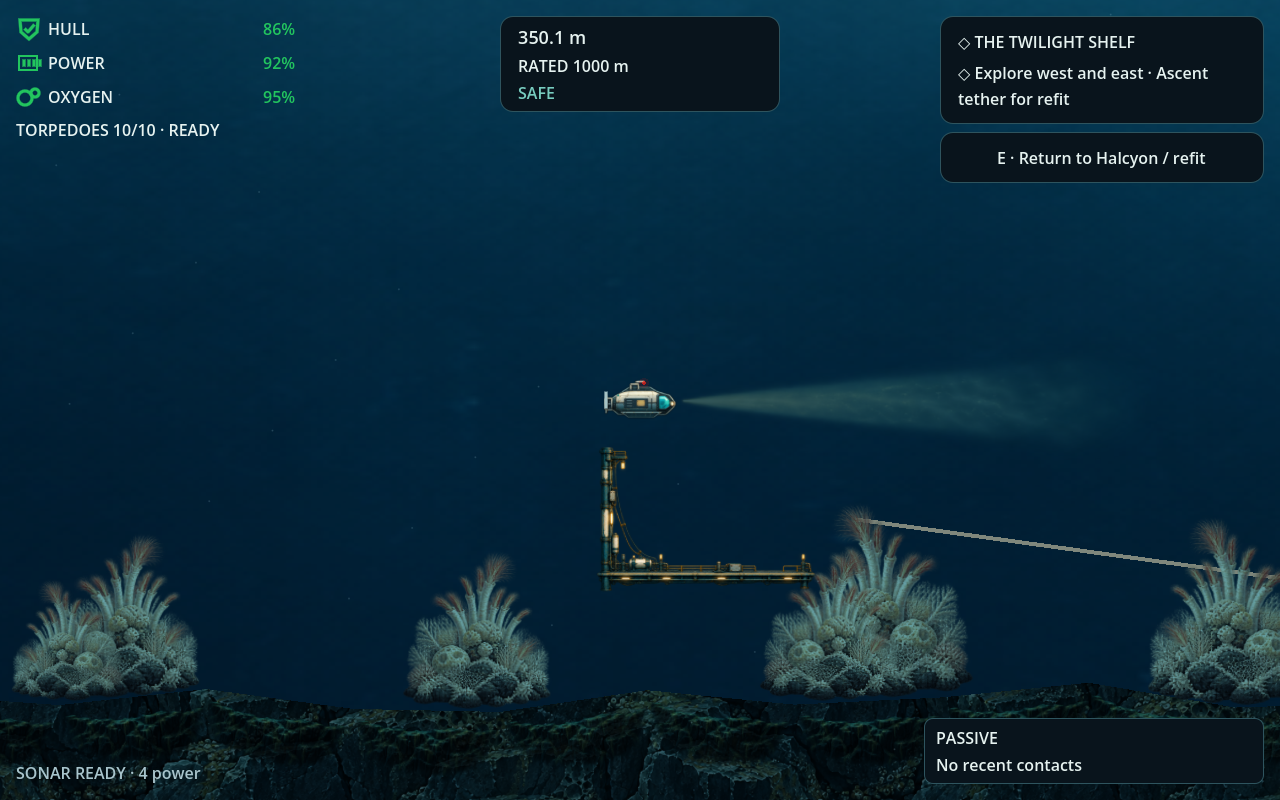 HULL 86%
POWER 92%
OXYGEN 95%
TORPEDOES 10/10 · READY
350.1 m
RATED 1000 m
SAFE
◇ THE TWILIGHT SHELF
◇ Explore west and east · Ascent
tether for refit
E · Return to Halcyon / refit
SONAR READY · 4 power
PASSIVE
No recent contacts